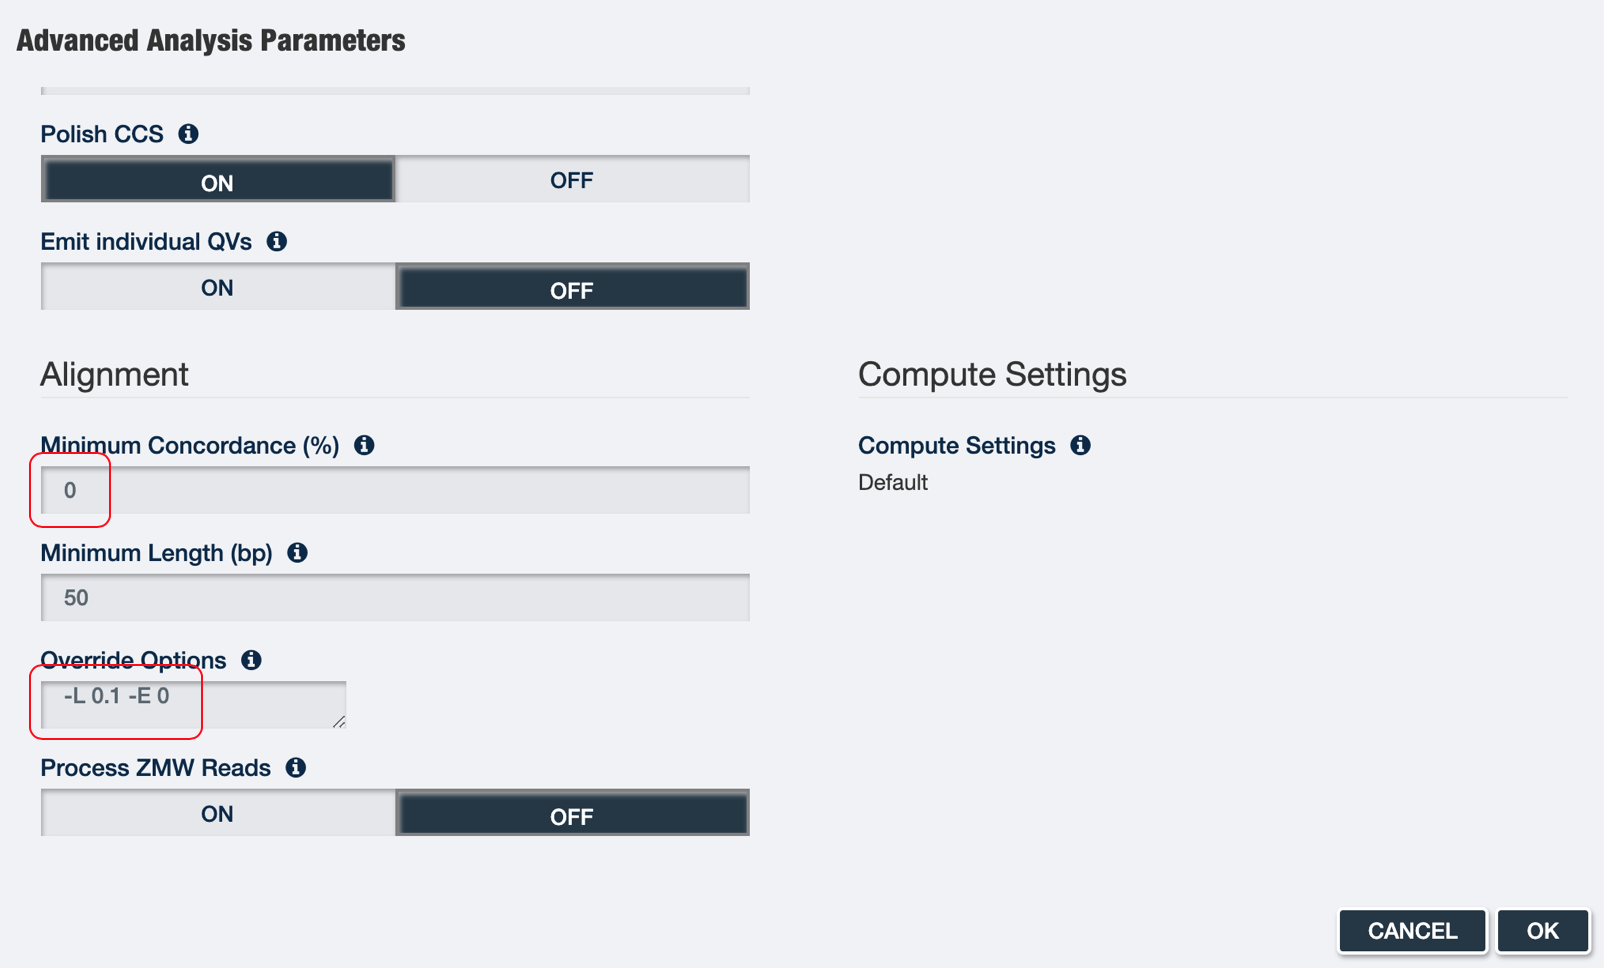 Advanced Analysis Parameters
Polish CCS
ON OFF
Emit individual QVs
ON OFF
Alignment
Minimum Concordance (%)
0
Minimum Length (bp)
50
Override Options
-L 0.1 -E 0
Process ZMW Reads
ON OFF
Compute Settings
Compute Settings
Default
CANCEL OK